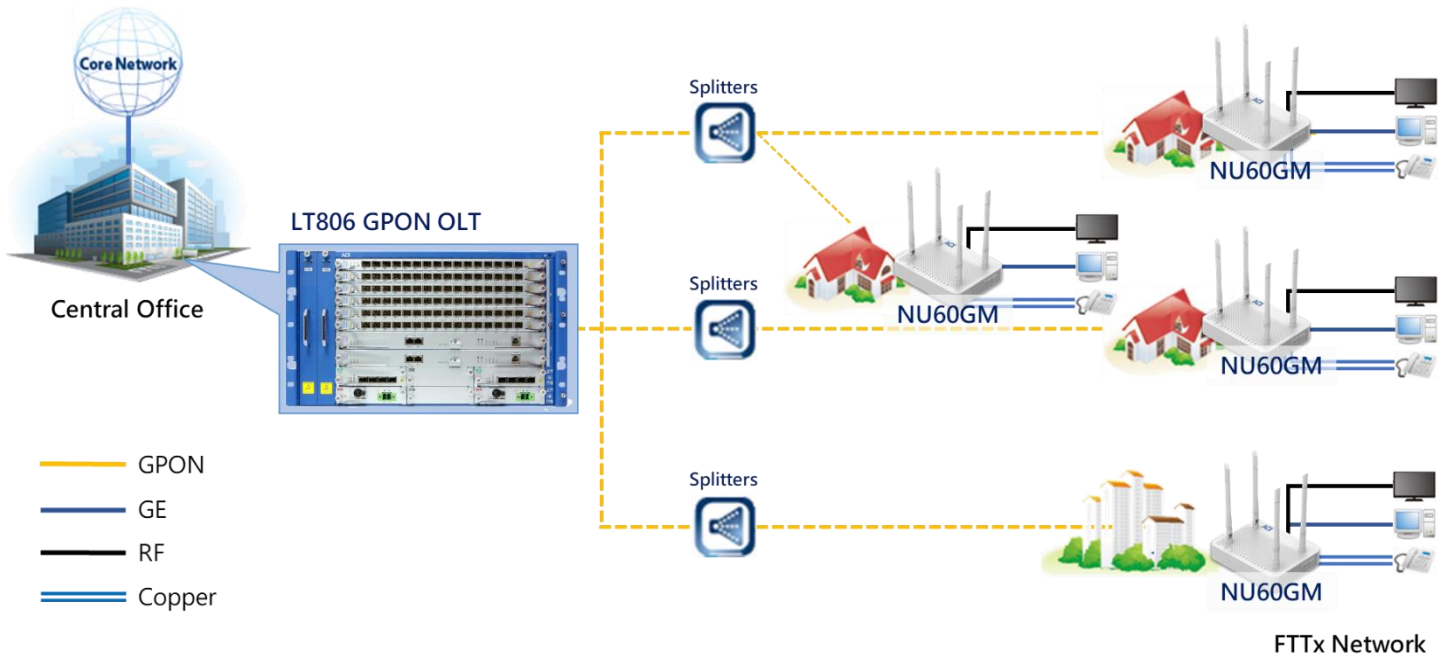 Core Network
Central Office
LT806 GPON OLT
Splitters
NU60GM
NU60GM
Splitters
NU60GM
Splitters
NU60GM
GPON
GE
RF
Copper
FTTx Network